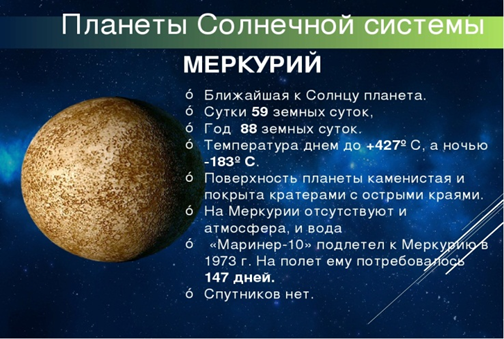 Планеты Солнечной системы
МЕРКУРИЙ
ó Ближайшая к Солнцу планета.
ó Сутки 59 земных суток,
ó Год 88 земных суток.
ó Температура днем до +427º С, а ночью
-183º С.
ó Поверхность планеты каменистая и
покрыта кратерами с острыми краями.
ó На Меркурии отсутствуют и
атмосфера, и вода
ó «Маринер-10» подлетел к Меркурию в
1973 г. На полет ему потребовалось
147 дней.
ó Спутников нет.